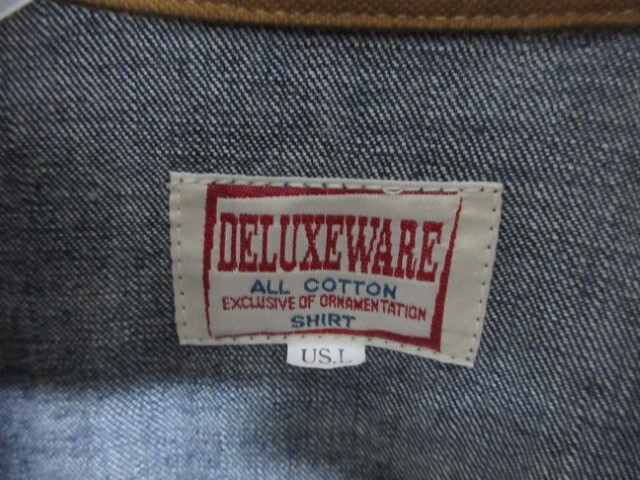 DELUXEWARE
ALL COTTON
EXCLUSIVE OF ORNAMENTATION
SHIRT
US.L